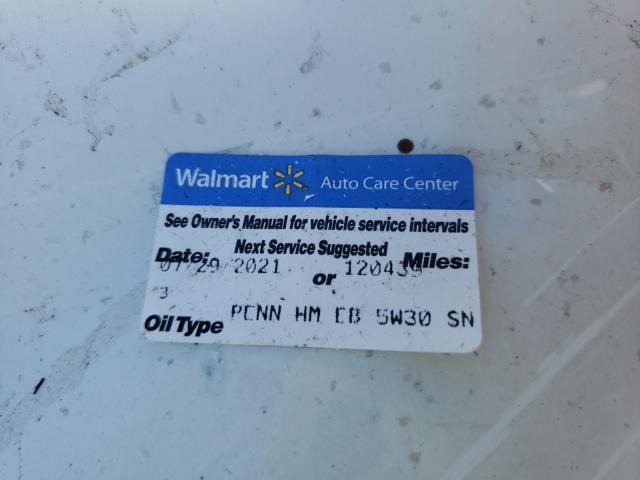 Walmart Auto Care Center
See Owner's Manual for vehicle service intervals
Next Service Suggested
Date: Miles:
07/29/2021 or
3
Oil Type PENN HM EB 5W30 SN